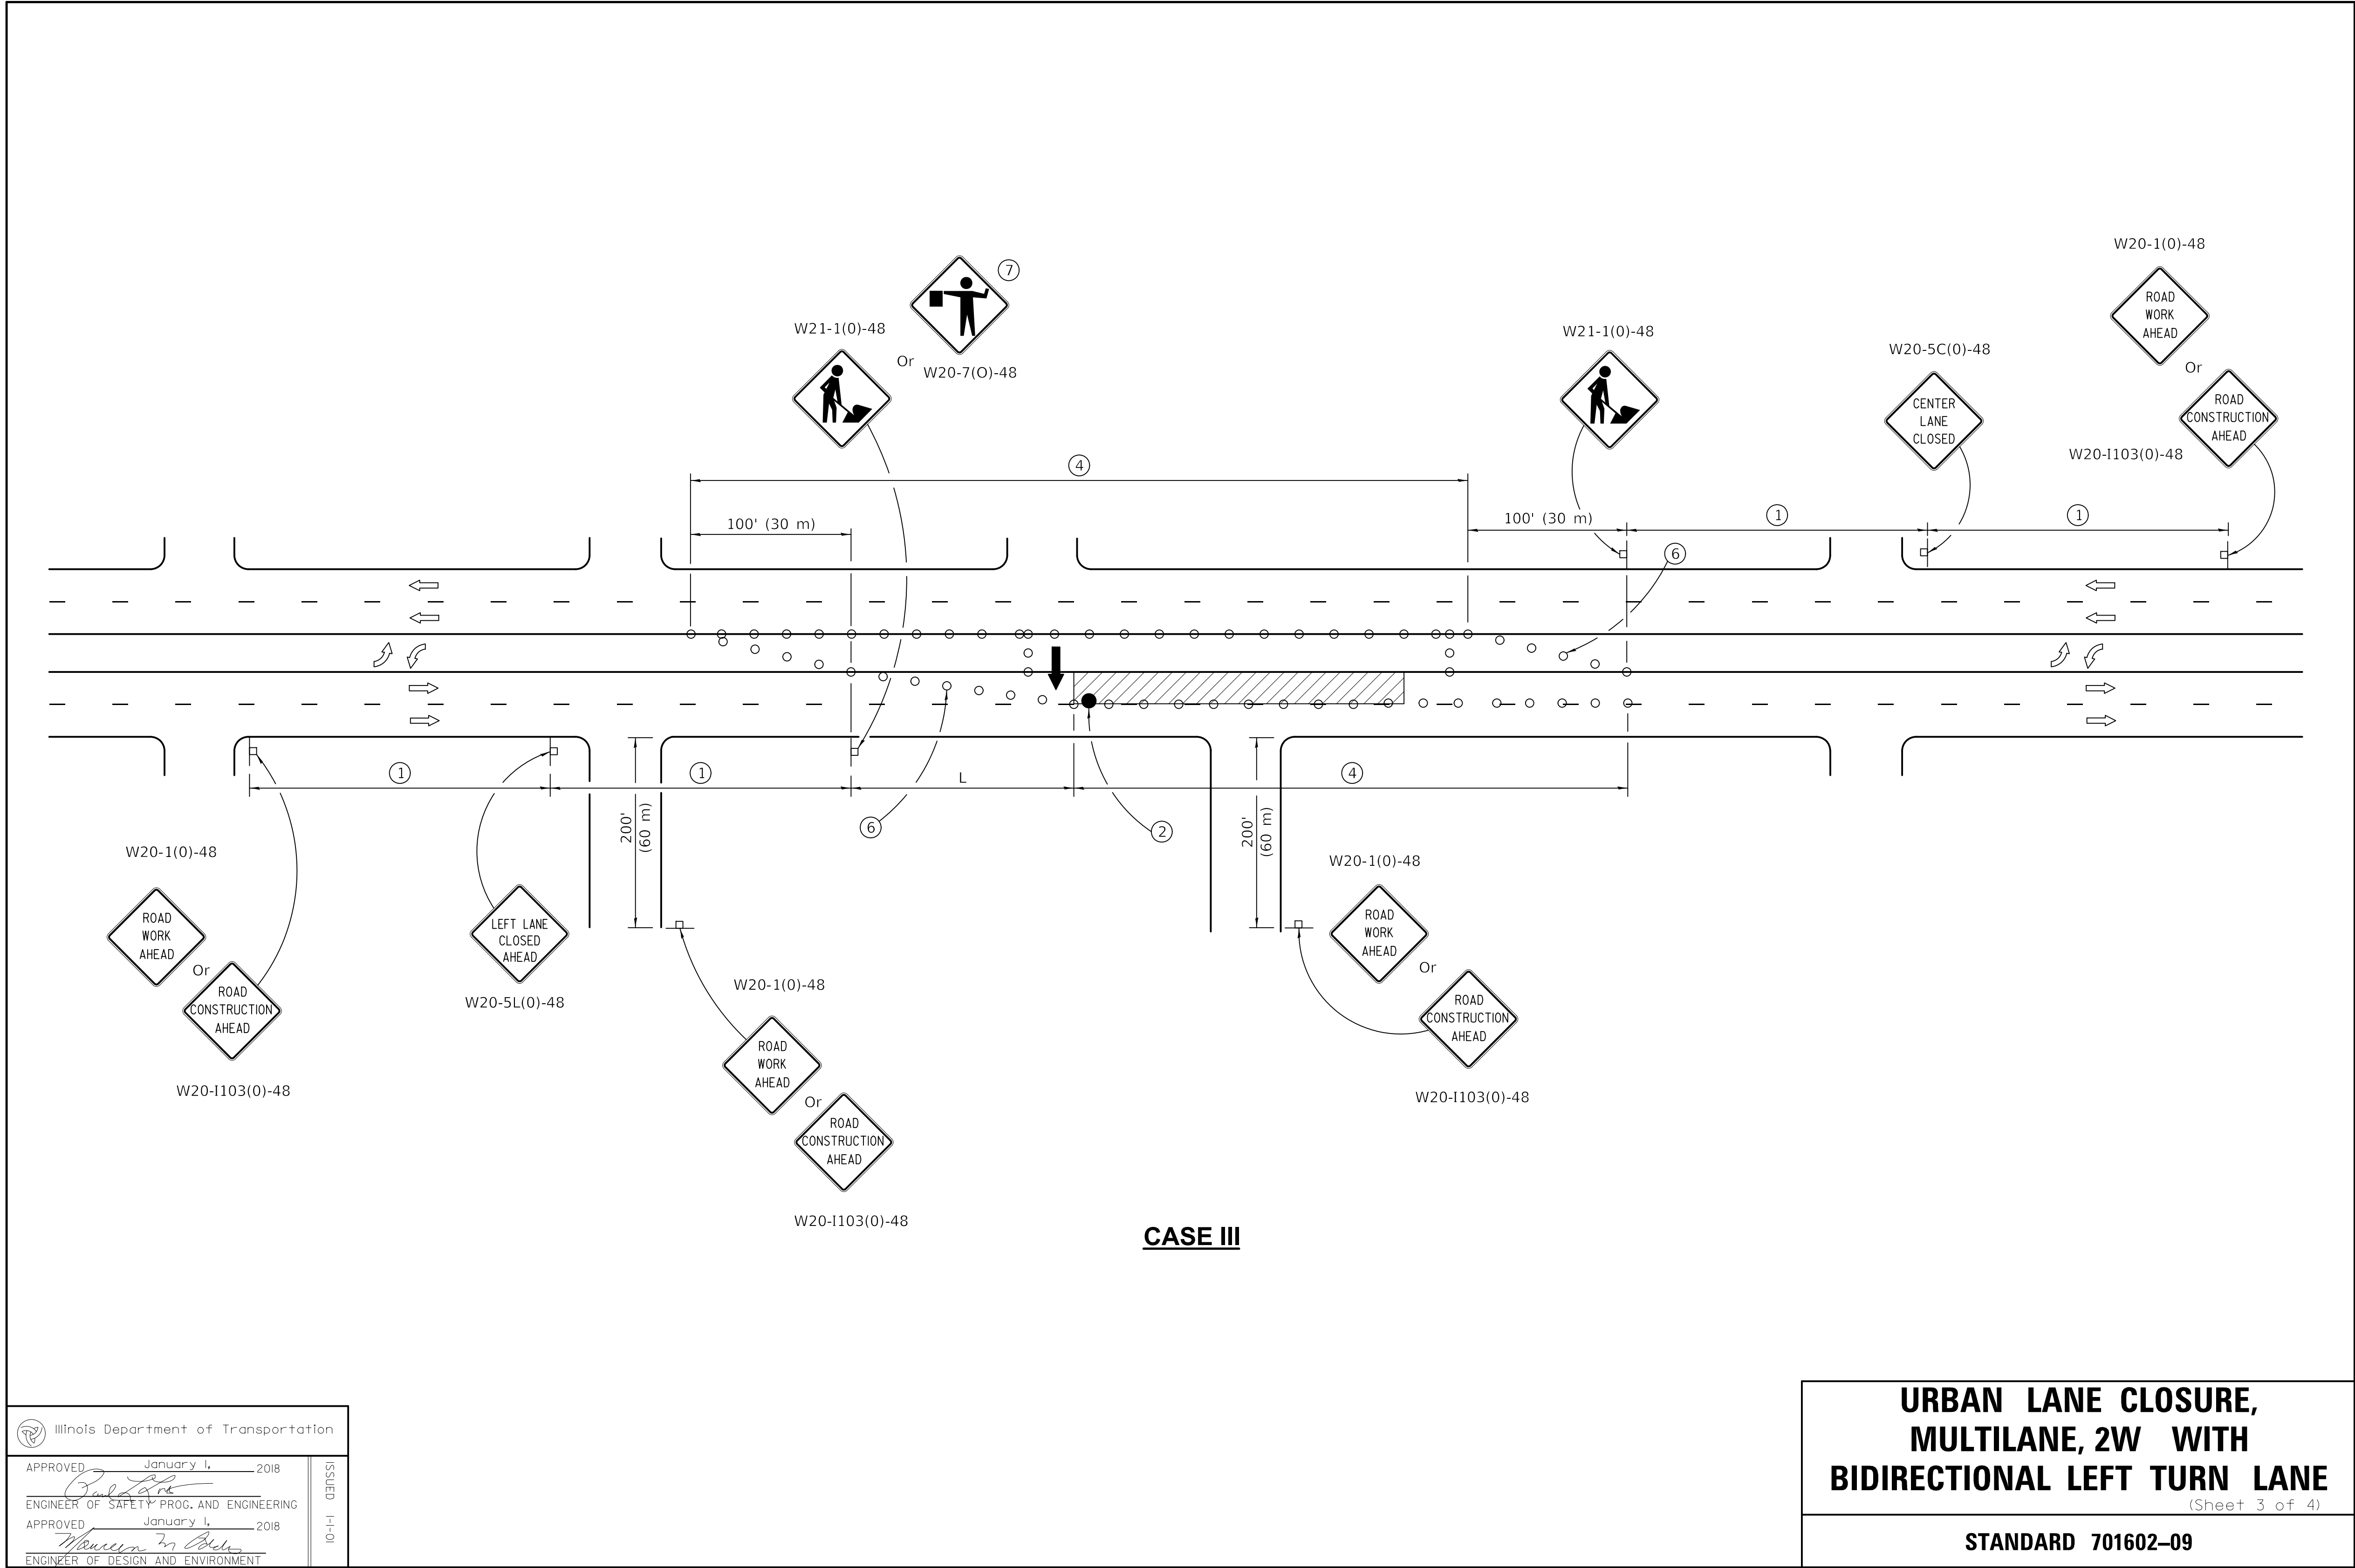 W20-1(0)-48
ROAD
WORK
AHEAD
Or
ROAD
CONSTRUCTION
AHEAD
W20-I103(0)-48
W20-5C(0)-48
CENTER
LANE
CLOSED
W21-1(0)-48
7
W21-1(0)-48
Or
W20-7(O)-48
4
100' (30 m)
100' (30 m)
1
1
6
1
1
L
4
200'
(60 m)
200'
(60 m)
6
2
W20-1(0)-48
ROAD
WORK
AHEAD
Or
ROAD
CONSTRUCTION
AHEAD
W20-I103(0)-48
LEFT LANE
CLOSED
AHEAD
W20-5L(0)-48
W20-1(0)-48
ROAD
WORK
AHEAD
Or
ROAD
CONSTRUCTION
AHEAD
W20-I103(0)-48
W20-1(0)-48
ROAD
WORK
AHEAD
Or
ROAD
CONSTRUCTION
AHEAD
W20-I103(0)-48
CASE III
Illinois Department of Transportation
APPROVED January 1, 2018
ENGINEER OF SAFETY PROG. AND ENGINEERING
APPROVED January 1, 2018
ENGINEER OF DESIGN AND ENVIRONMENT
ISSUED 1-1-01
URBAN LANE CLOSURE,
MULTILANE, 2W WITH
BIDIRECTIONAL LEFT TURN LANE
(Sheet 3 of 4)
STANDARD 701602–09